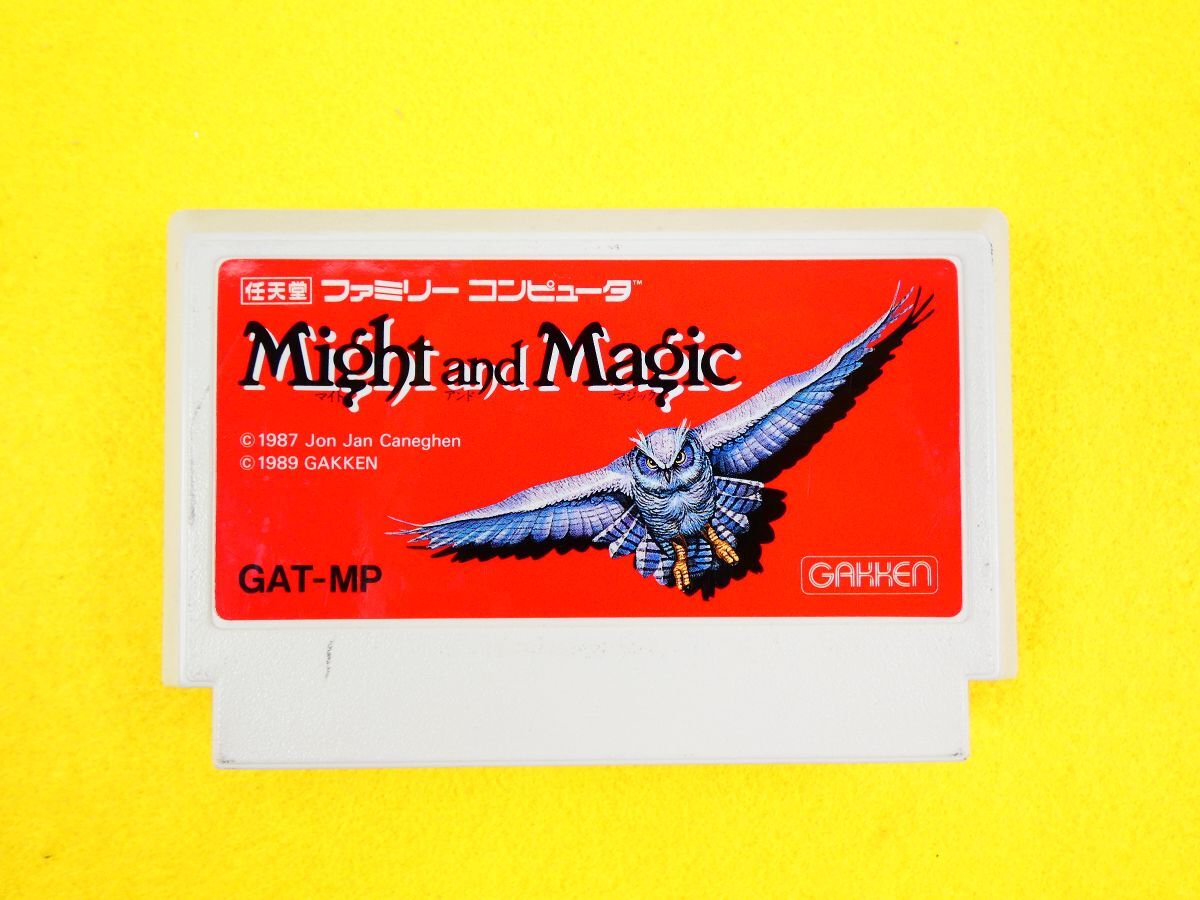 任天堂 ファミリーコンピュータ™
Might and Magic
マイト アンド マジック
©1987 Jon Jan Caneghen
©1989 GAKKEN
GAT-MP
GAKKEN